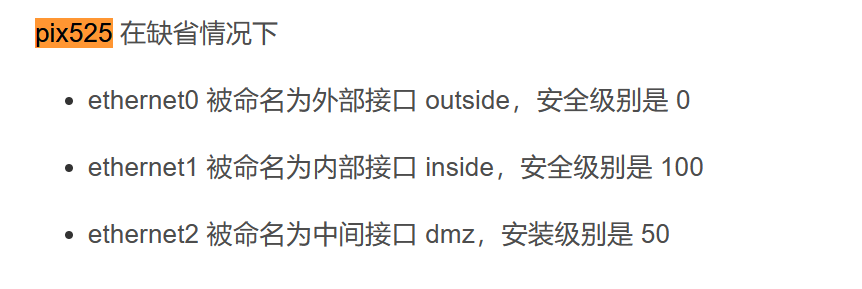 pix525 在缺省情况下
• ethernet0 被命名为外部接口 outside，安全级别是 0
• ethernet1 被命名为内部接口 inside，安全级别是 100
• ethernet2 被命名为中间接口 dmz，安装级别是 50